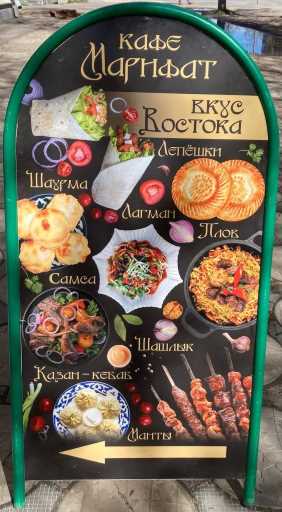 КАФЕ
МАРИФАТ
ВКУС
ВОСТОКА
Лепёшки
Шаурма
Лагман
Плов
Самса
Шашлык
Казан - кебаб
Манты